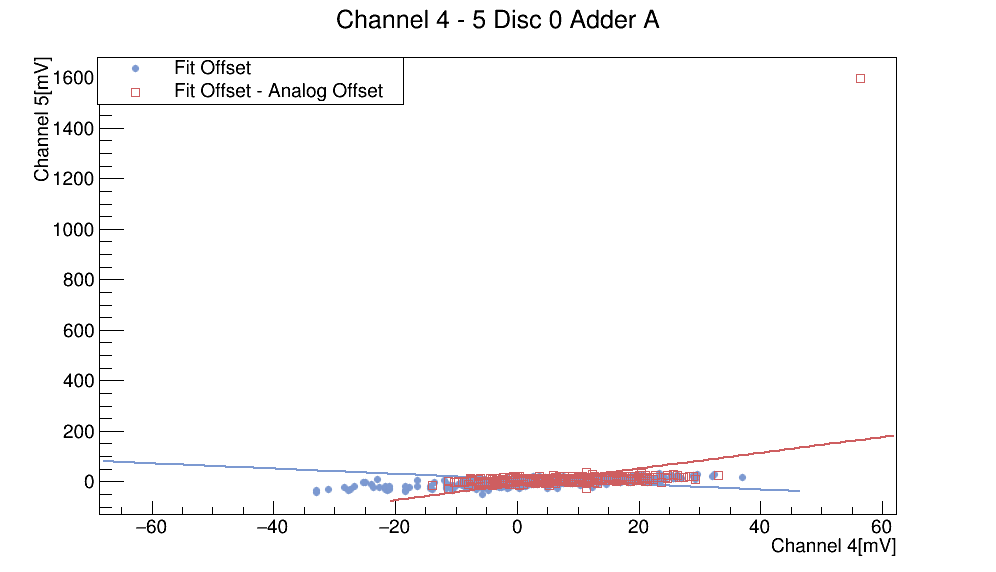 Channel 4 - 5 Disc 0 Adder A
Channel 5[mV]
Fit Offset
Fit Offset - Analog Offset
1600
1400
1200
1000
800
600
400
200
0
−60 −40 −20 0 20 40 60
Channel 4[mV]